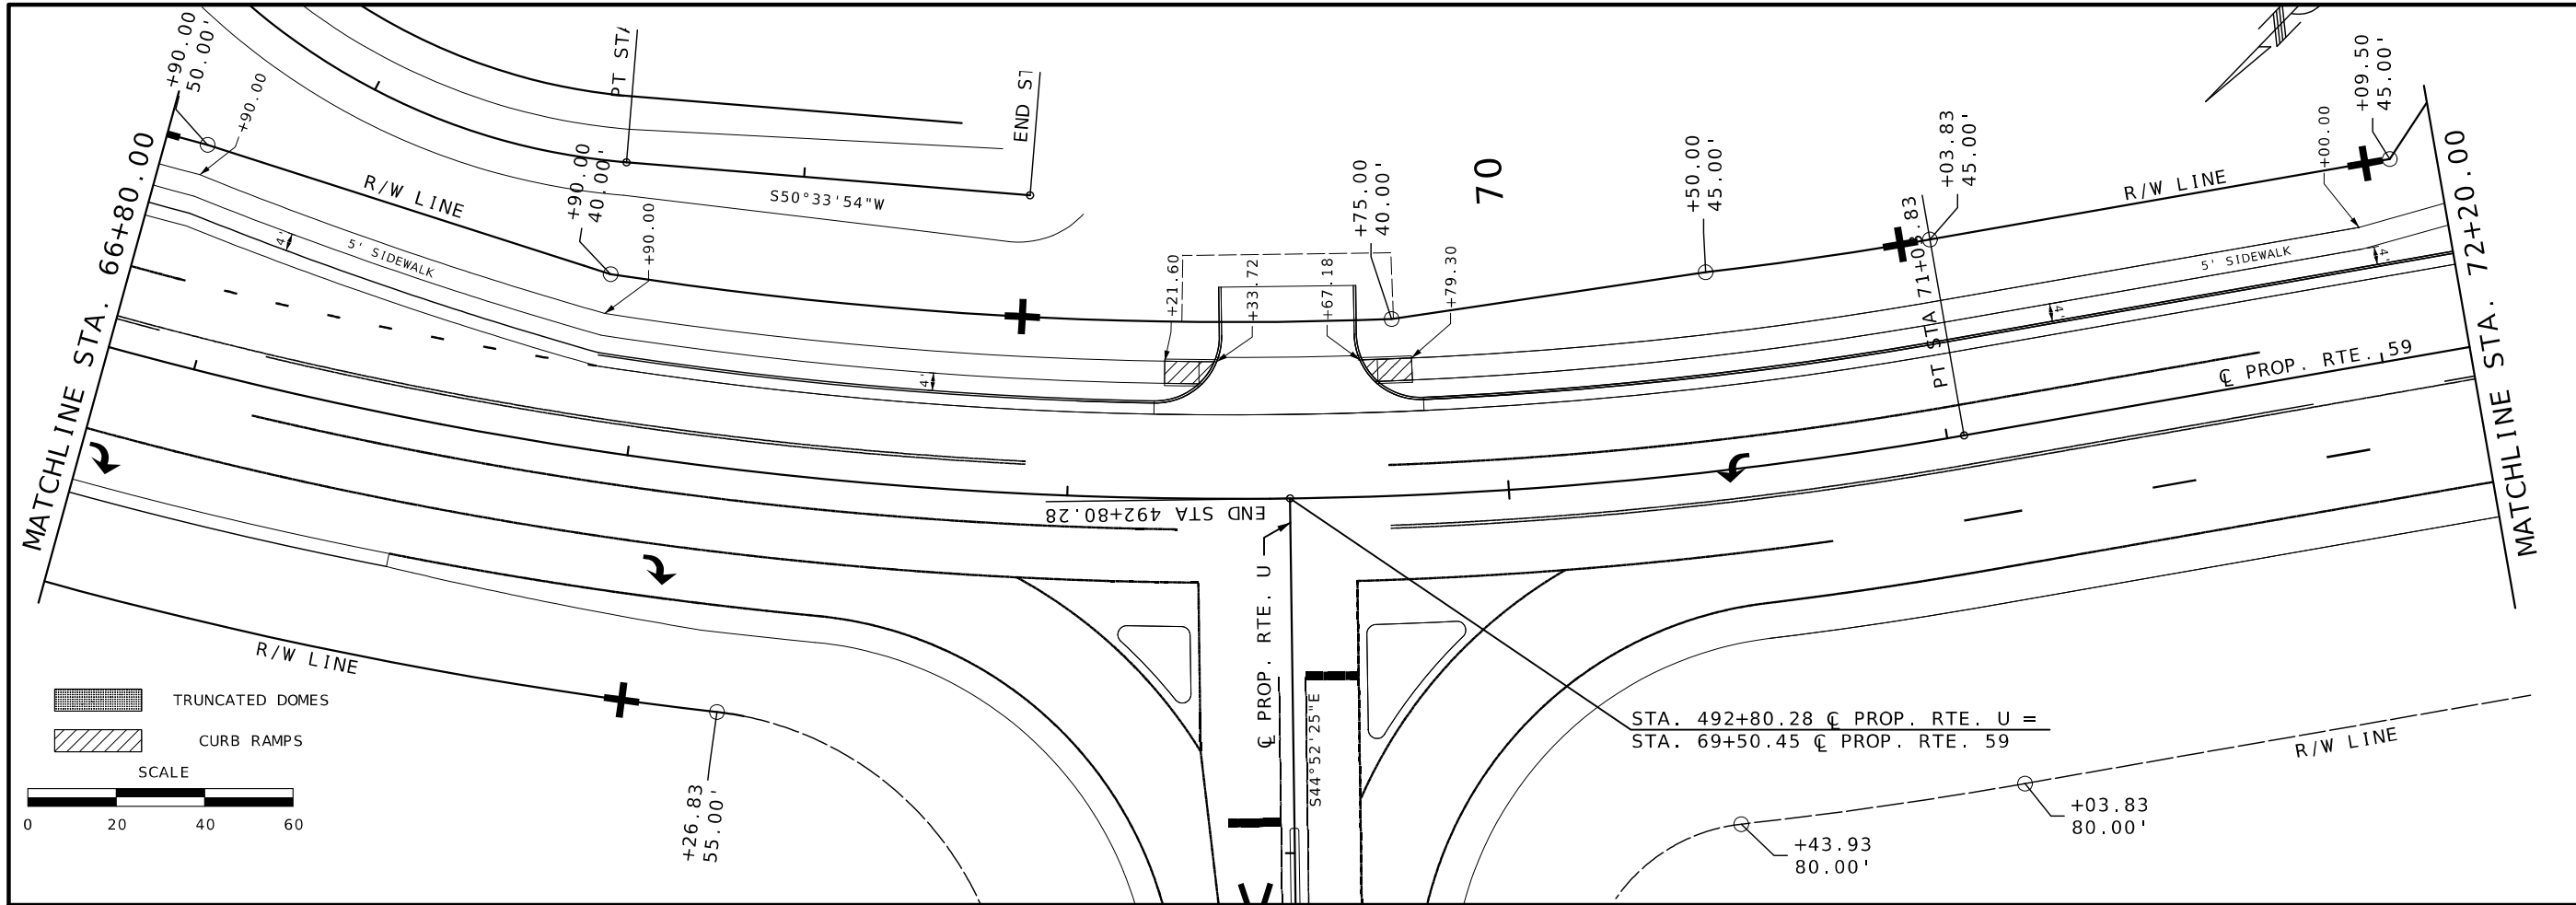 +90.00
50.00'
+90.00
MATCHLINE STA. 66+80.00
R/W LINE
4'
5' SIDEWALK
PT STA
END ST
S50°33'54"W
+90.00
40.00'
+90.00
4'
+21.60
+33.72
+67.18
+75.00
40.00'
+79.30
70
+50.00
45.00'
+03.83
45.00'
PT STA 71+03.83
R/W LINE
+00.00
+09.50
45.00'
5' SIDEWALK
4'
4'
MATCHLINE STA. 72+20.00
℄ PROP. RTE. 59
END STA 492+80.28
℄ PROP. RTE. U
S44°52'25"E
STA. 492+80.28 ℄ PROP. RTE. U =
STA. 69+50.45 ℄ PROP. RTE. 59
R/W LINE
R/W LINE
+26.83
55.00'
+43.93
80.00'
+03.83
80.00'
TRUNCATED DOMES
CURB RAMPS
SCALE
0 20 40 60